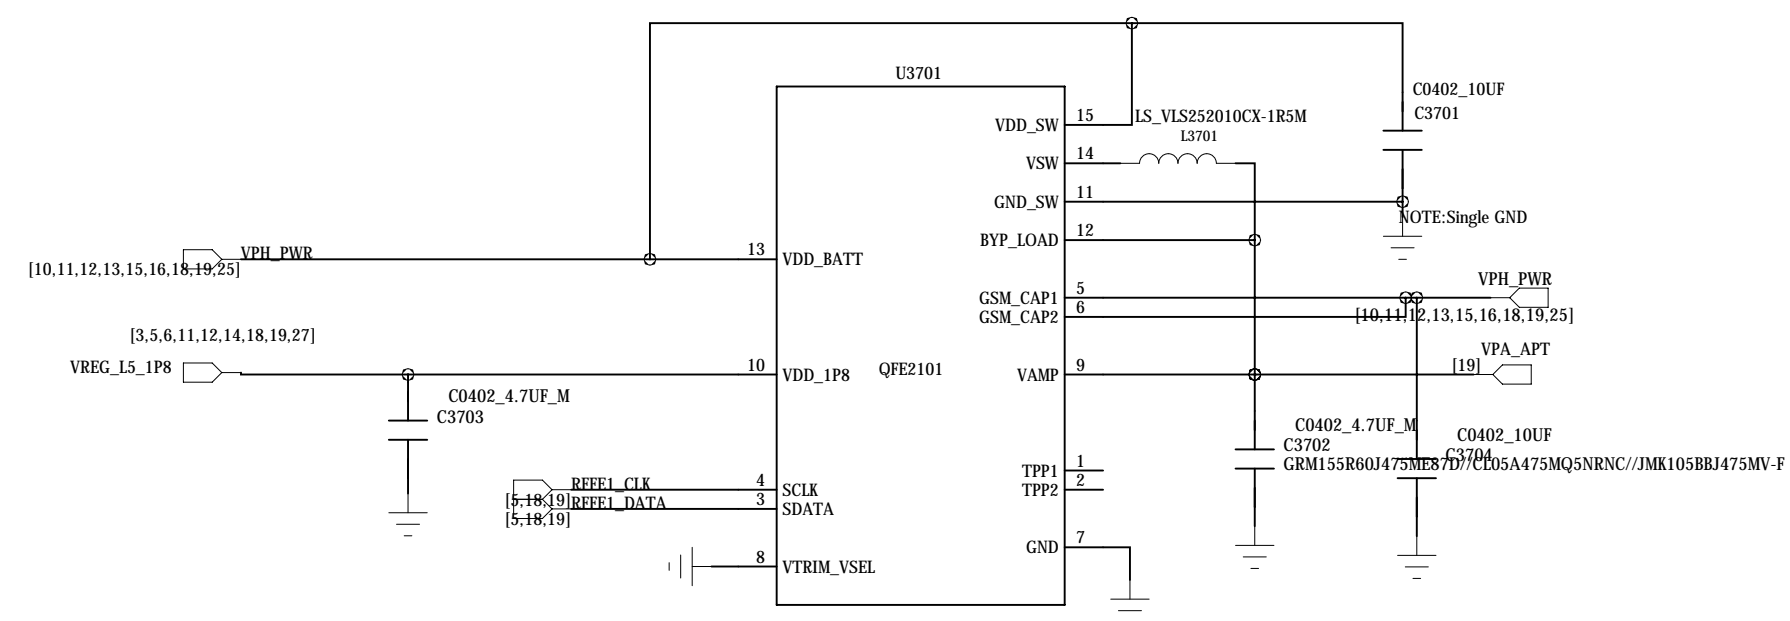 U3701
C0402_10UF
C3701
VDD_SW 15
LS_VLS252010CX-1R5M
L3701
VSW 14
GND_SW 11
NOTE:Single GND
BYP_LOAD 12
VPH_PWR
[10,11,12,13,15,16,18,19,25]
13 VDD_BATT
GSM_CAP1 5
VPH_PWR
GSM_CAP2 6
[10,11,12,13,15,16,18,19,25]
[3,5,6,11,12,14,18,19,27]
VREG_L5_1P8
10 VDD_1P8
QFE2101
VAMP 9
VPA_APT
[19]
C0402_4.7UF_M
C3703
C0402_4.7UF_M
C3702
GRM155R60J475ME87D//CL05A475MQ5NRNC//JMK105BBJ475MV-F
C0402_10UF
C3704
TPP1 1
TPP2 2
RFFE1_CLK
[5,18,19]
4 SCLK
RFFE1_DATA
[5,18,19]
3 SDATA
GND 7
8 VTRIM_VSEL